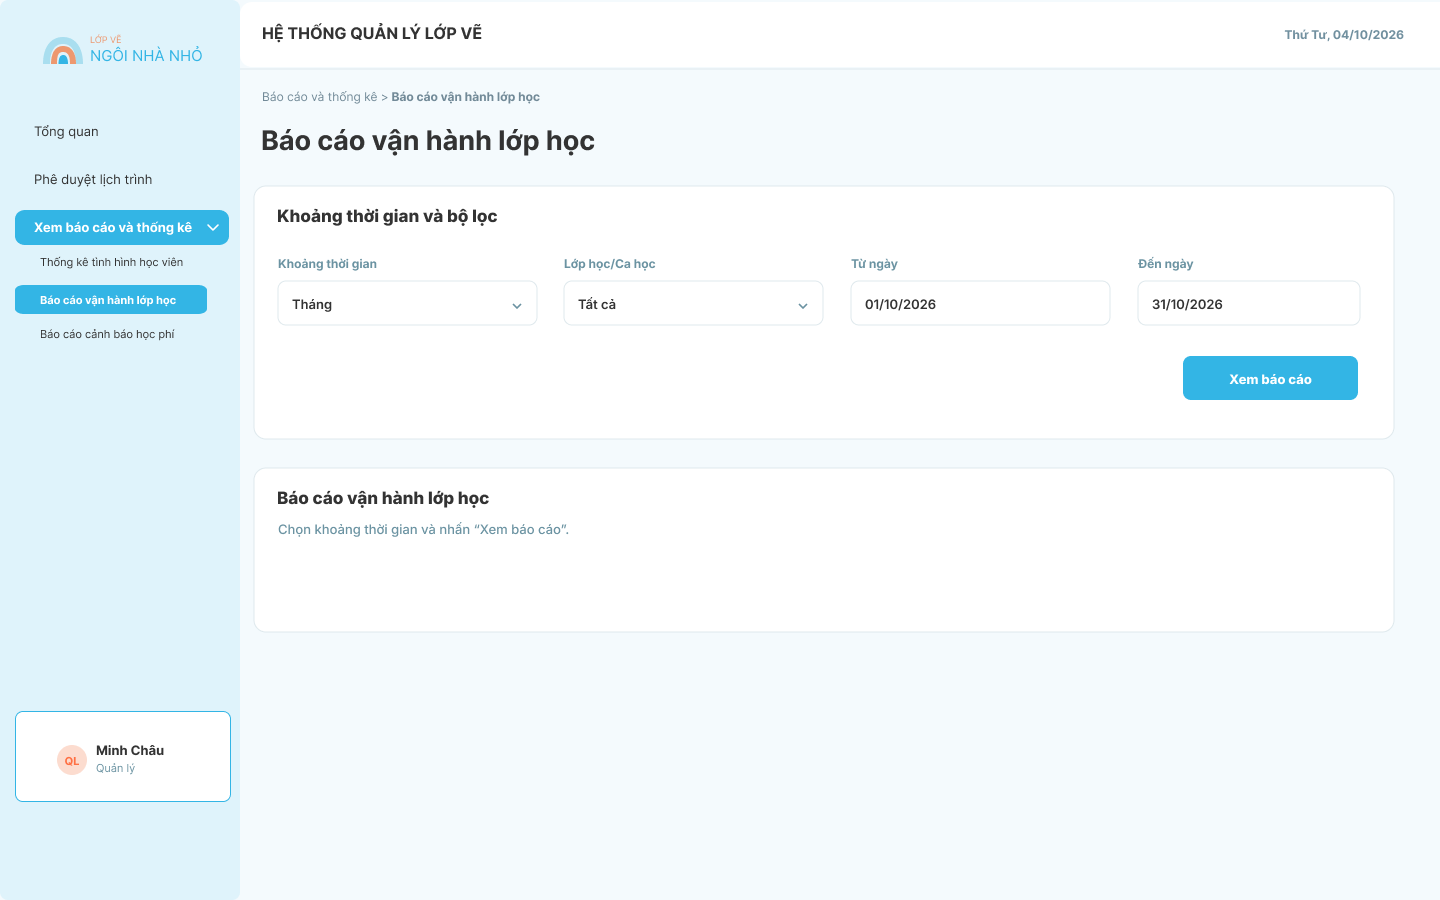 LỚP VẼ
NGÔI NHÀ NHỎ
Tổng quan
Phê duyệt lịch trình
Xem báo cáo và thống kê
Thống kê tình hình học viên
Báo cáo vận hành lớp học
Báo cáo cảnh báo học phí
QL
Minh Châu
Quản lý
HỆ THỐNG QUẢN LÝ LỚP VẼ
Thứ Tư, 04/10/2026
Báo cáo và thống kê > Báo cáo vận hành lớp học
Báo cáo vận hành lớp học
Khoảng thời gian và bộ lọc
Khoảng thời gian
Lớp học/Ca học
Từ ngày
Đến ngày
Tháng
Tất cả
01/10/2026
31/10/2026
Xem báo cáo
Báo cáo vận hành lớp học
Chọn khoảng thời gian và nhấn “Xem báo cáo”.